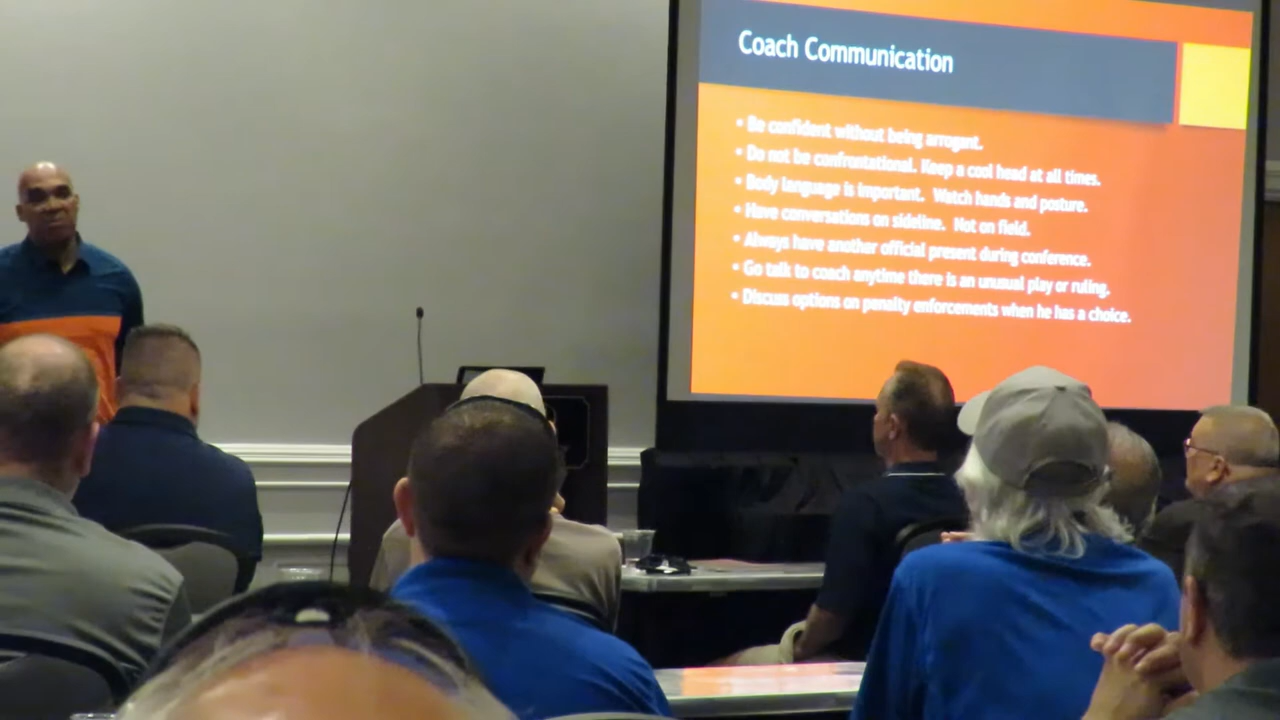 Coach Communication
• Be confident without being arrogant.
• Do not be confrontational. Keep a cool head at all times.
• Body language is important. Watch hands and posture.
• Have conversations on sideline. Not on field.
• Always have another official present during conference.
• Go talk to coach anytime there is an unusual play or ruling.
• Discuss options on penalty enforcements when he has a choice.